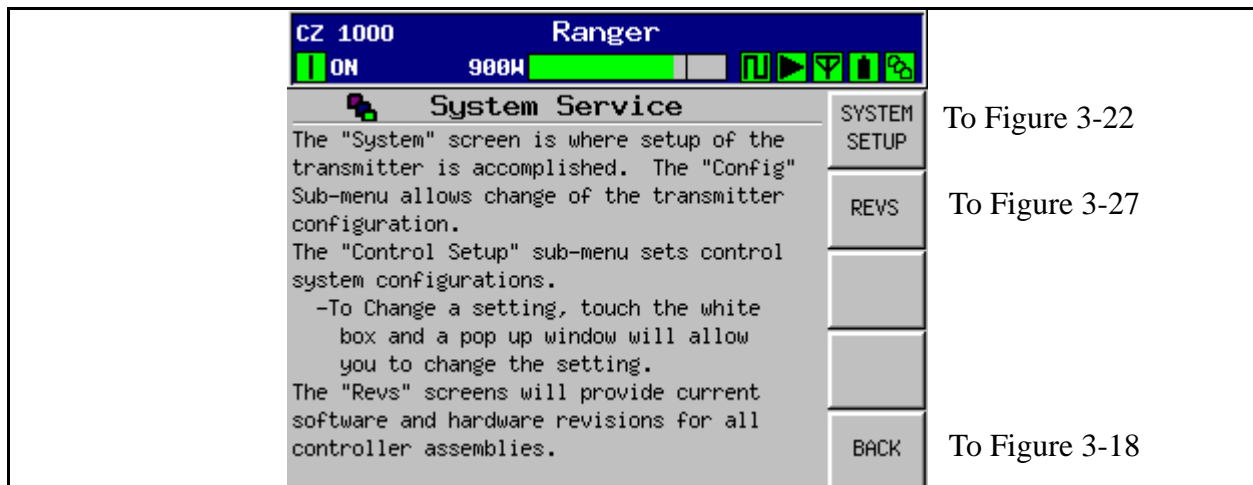 CZ 1000 Ranger
ON 900W
System Service
The "System" screen is where setup of the
transmitter is accomplished. The "Config"
Sub-menu allows change of the transmitter
configuration.
The "Control Setup" sub-menu sets control
system configurations.
-To Change a setting, touch the white
box and a pop up window will allow
you to change the setting.
The "Revs" screens will provide current
software and hardware revisions for all
controller assemblies.
SYSTEM
SETUP
To Figure 3-22
REVS
To Figure 3-27
BACK
To Figure 3-18